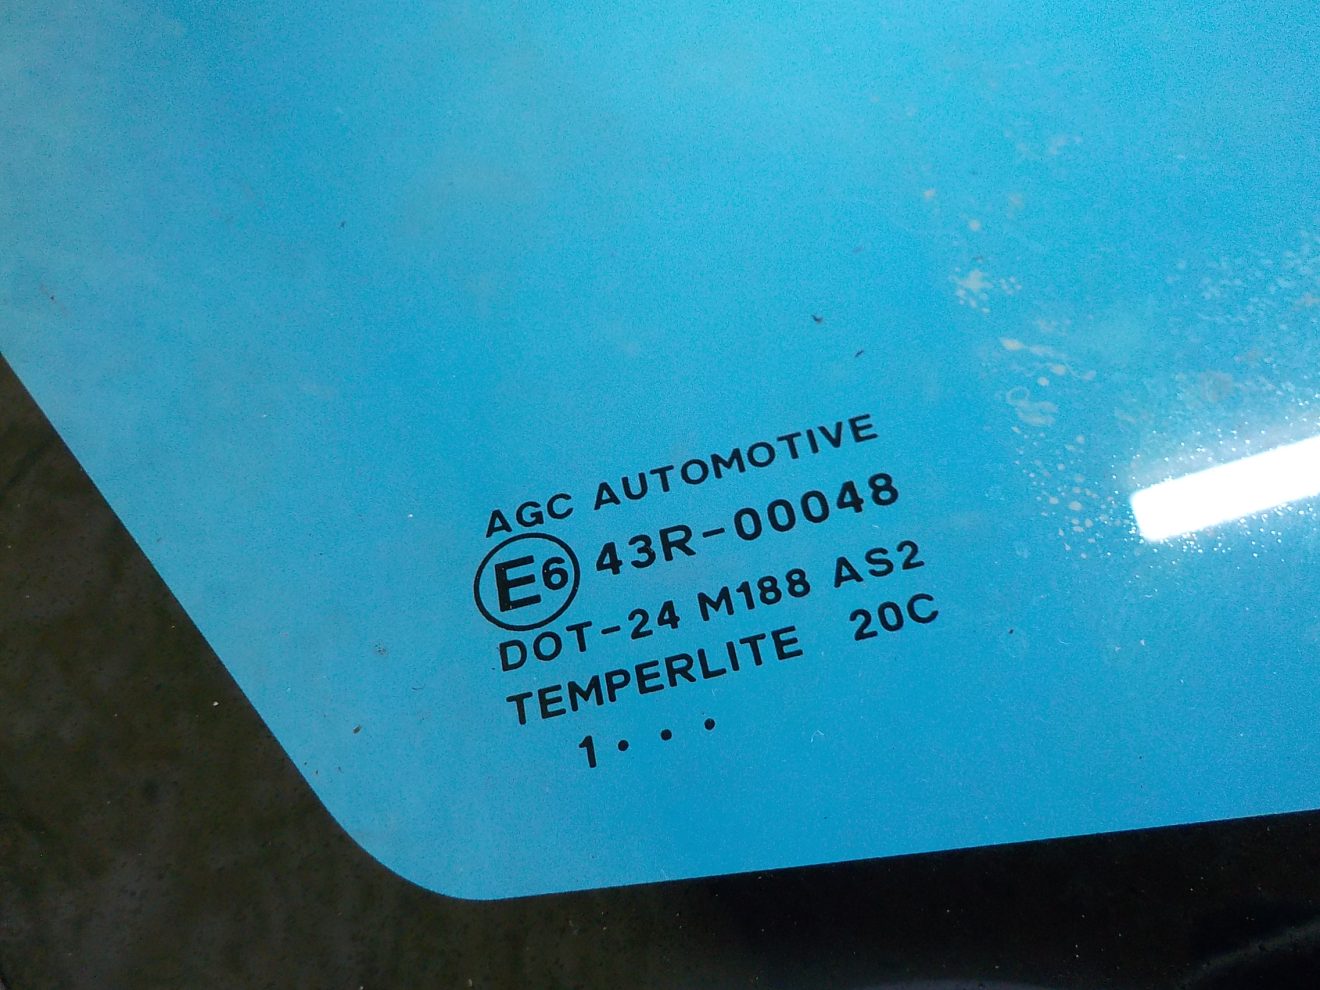 AGC AUTOMOTIVE
E6 43R-00048
DOT-24 M188 AS2
TEMPERLITE 20C
1 • • •